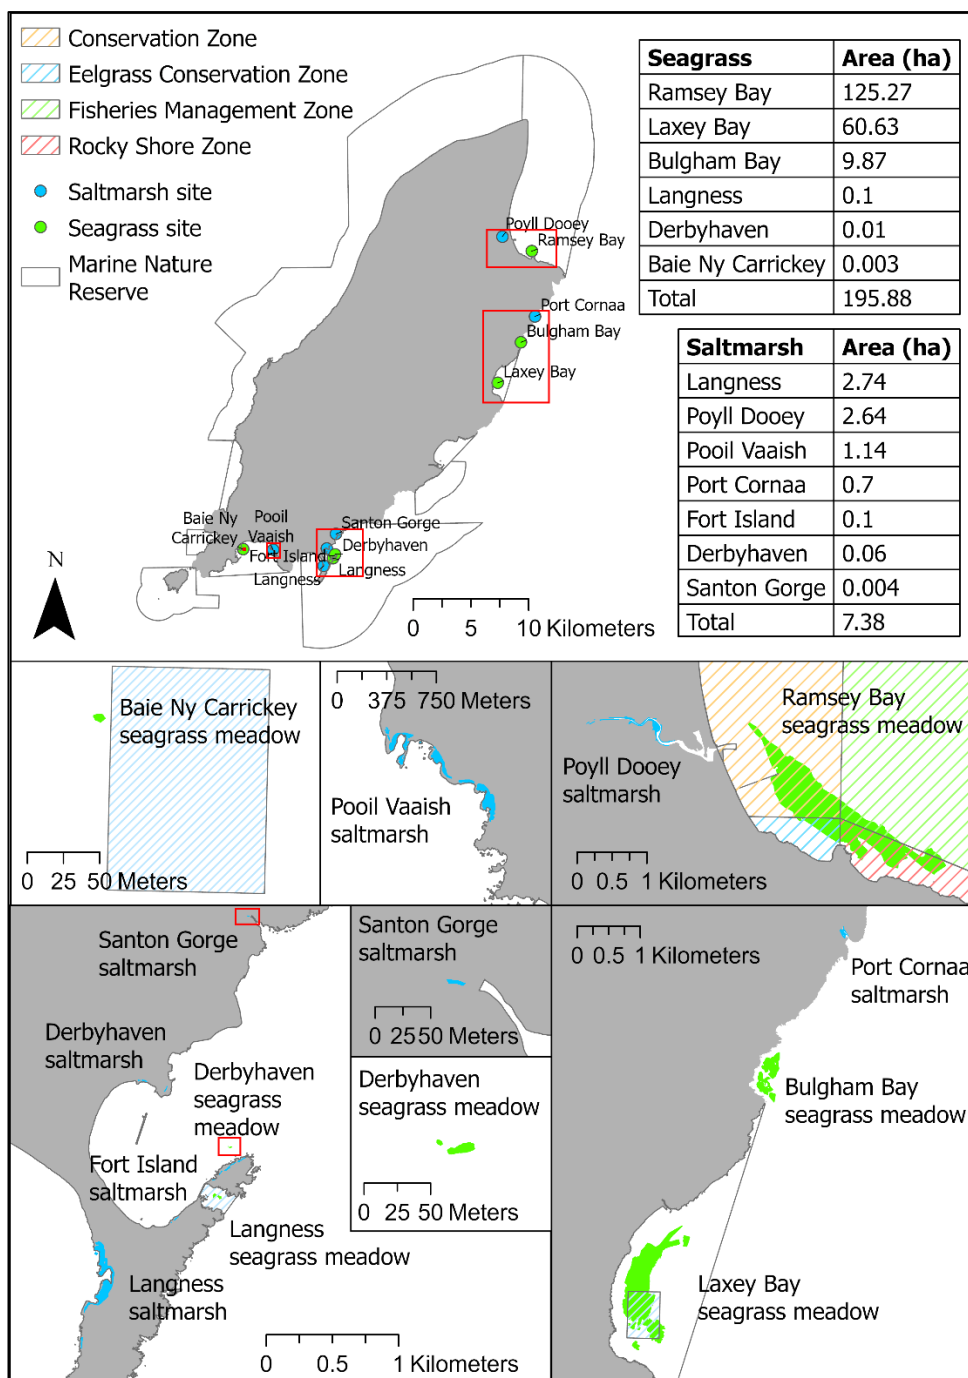 Conservation Zone
Eelgrass Conservation Zone
Fisheries Management Zone
Rocky Shore Zone
Saltmarsh site
Seagrass site
Marine Nature
Reserve
Seagrass Area (ha)
Ramsey Bay 125.27
Laxey Bay 60.63
Bulgham Bay 9.87
Langness 0.1
Derbyhaven 0.01
Baie Ny Carrickey 0.003
Total 195.88
Saltmarsh Area (ha)
Langness 2.74
Poyll Dooey 2.64
Pooil Vaaish 1.14
Port Cornaa 0.7
Fort Island 0.1
Derbyhaven 0.06
Santon Gorge 0.004
Total 7.38
Poyll Dooey
Ramsey Bay
Port Cornaa
Bulgham Bay
Laxey Bay
Baie Ny
Carrickey
Pooil
Vaaish
Santon Gorge
Fort Island
Derbyhaven
Langness
Langness
N
0 5 10 Kilometers
Baie Ny Carrickey
seagrass meadow
0 25 50 Meters
0 375 750 Meters
Pooil Vaaish
saltmarsh
Ramsey Bay
seagrass meadow
Poyll Dooey
saltmarsh
0 0.5 1 Kilometers
Santon Gorge
saltmarsh
Derbyhaven
saltmarsh
Derbyhaven
seagrass
meadow
Fort Island
saltmarsh
Langness
seagrass meadow
Langness
saltmarsh
0 0.5 1 Kilometers
Santon Gorge
saltmarsh
0 25 50 Meters
Derbyhaven
seagrass meadow
0 25 50 Meters
0 0.5 1 Kilometers
Port Cornaa
saltmarsh
Bulgham Bay
seagrass meadow
Laxey Bay
seagrass meadow